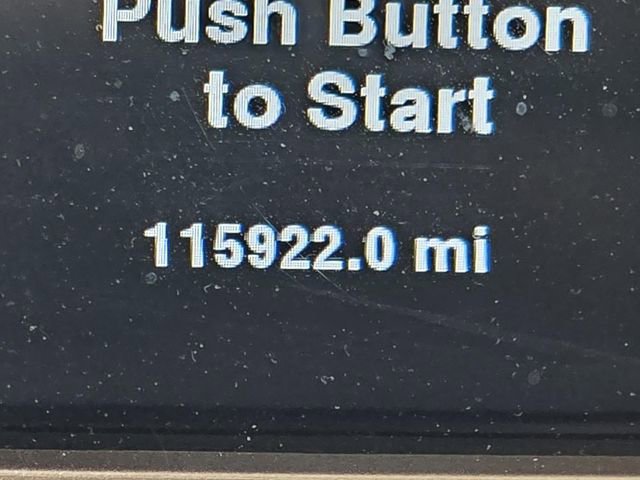 Push Button
to Start
115922.0 mi